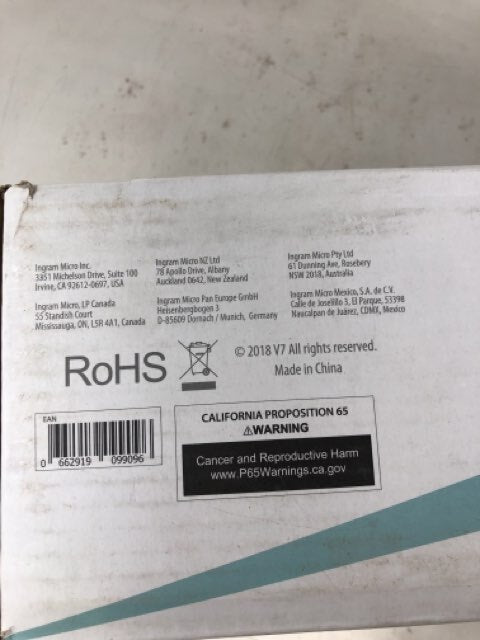 Ingram Micro Inc.
3351 Michelson Drive, Suite 100
Irvine, CA 92612-0697, USA
Ingram Micro NZ Ltd
78 Apollo Drive, Albany
Auckland 0642, New Zealand
Ingram Micro Pty Ltd
61 Dunning Ave, Rosebery
NSW 2018, Australia
Ingram Micro, LP Canada
55 Standish Court
Mississauga, ON, L5R 4A1, Canada
Ingram Micro Pan Europe GmbH
Heisenbergbogen 3
D-85609 Dornach / Munich, Germany
Ingram Micro Mexico, S.A. de C.V.
Calle de Joselillo 3, El Parque, 53398
Naucalpan de Juárez, CDMX, Mexico
RoHS
© 2018 V7 All rights reserved.
Made in China
EAN
0 662919 099096
CALIFORNIA PROPOSITION 65
⚠WARNING
Cancer and Reproductive Harm
www.P65Warnings.ca.gov